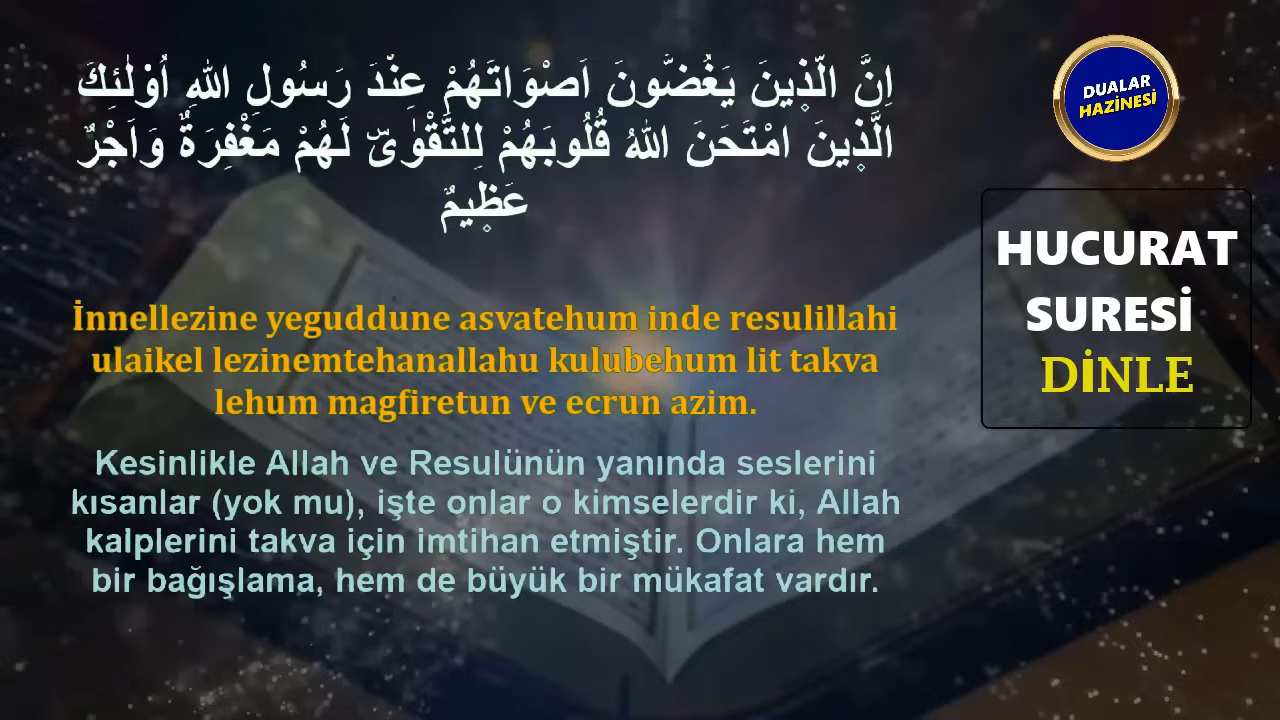 اِنَّ الَّذ۪ينَ يَغُضُّونَ اَصْوَاتَهُمْ عِنْدَ رَسُولِ اللهِ اُو۬لٰئِكَ
الَّذ۪ينَ امْتَحَنَ اللهُ قُلُوبَهُمْ لِلتَّقْوٰىۜ لَهُمْ مَغْفِرَةٌ وَاَجْرٌ
عَظ۪يمٌ
İnnellezine yeguddune asvatehum inde resulillahi
ulaikel lezinemtehanallahu kulubehum lit takva
lehum magfiretun ve ecrun azim.
Kesinlikle Allah ve Resulünün yanında seslerini
kısanlar (yok mu), işte onlar o kimselerdir ki, Allah
kalplerini takva için imtihan etmiştir. Onlara hem
bir bağışlama, hem de büyük bir mükafat vardır.
DUALAR
HAZİNESİ
HUCURAT
SURESİ
DİNLE